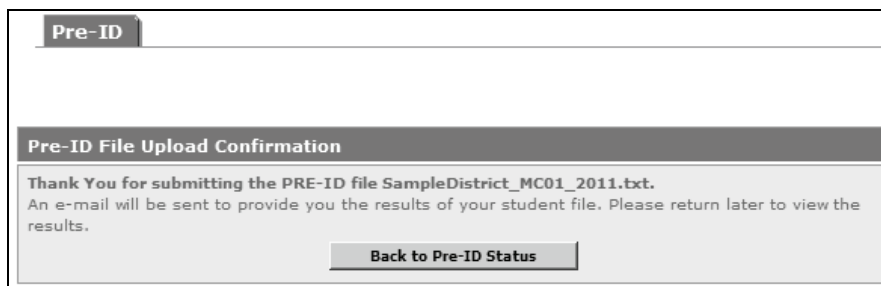 Pre-ID
Pre-ID File Upload Confirmation
Thank You for submitting the PRE-ID file SampleDistrict_MC01_2011.txt.
An e-mail will be sent to provide you the results of your student file. Please return later to view the
results.
Back to Pre-ID Status